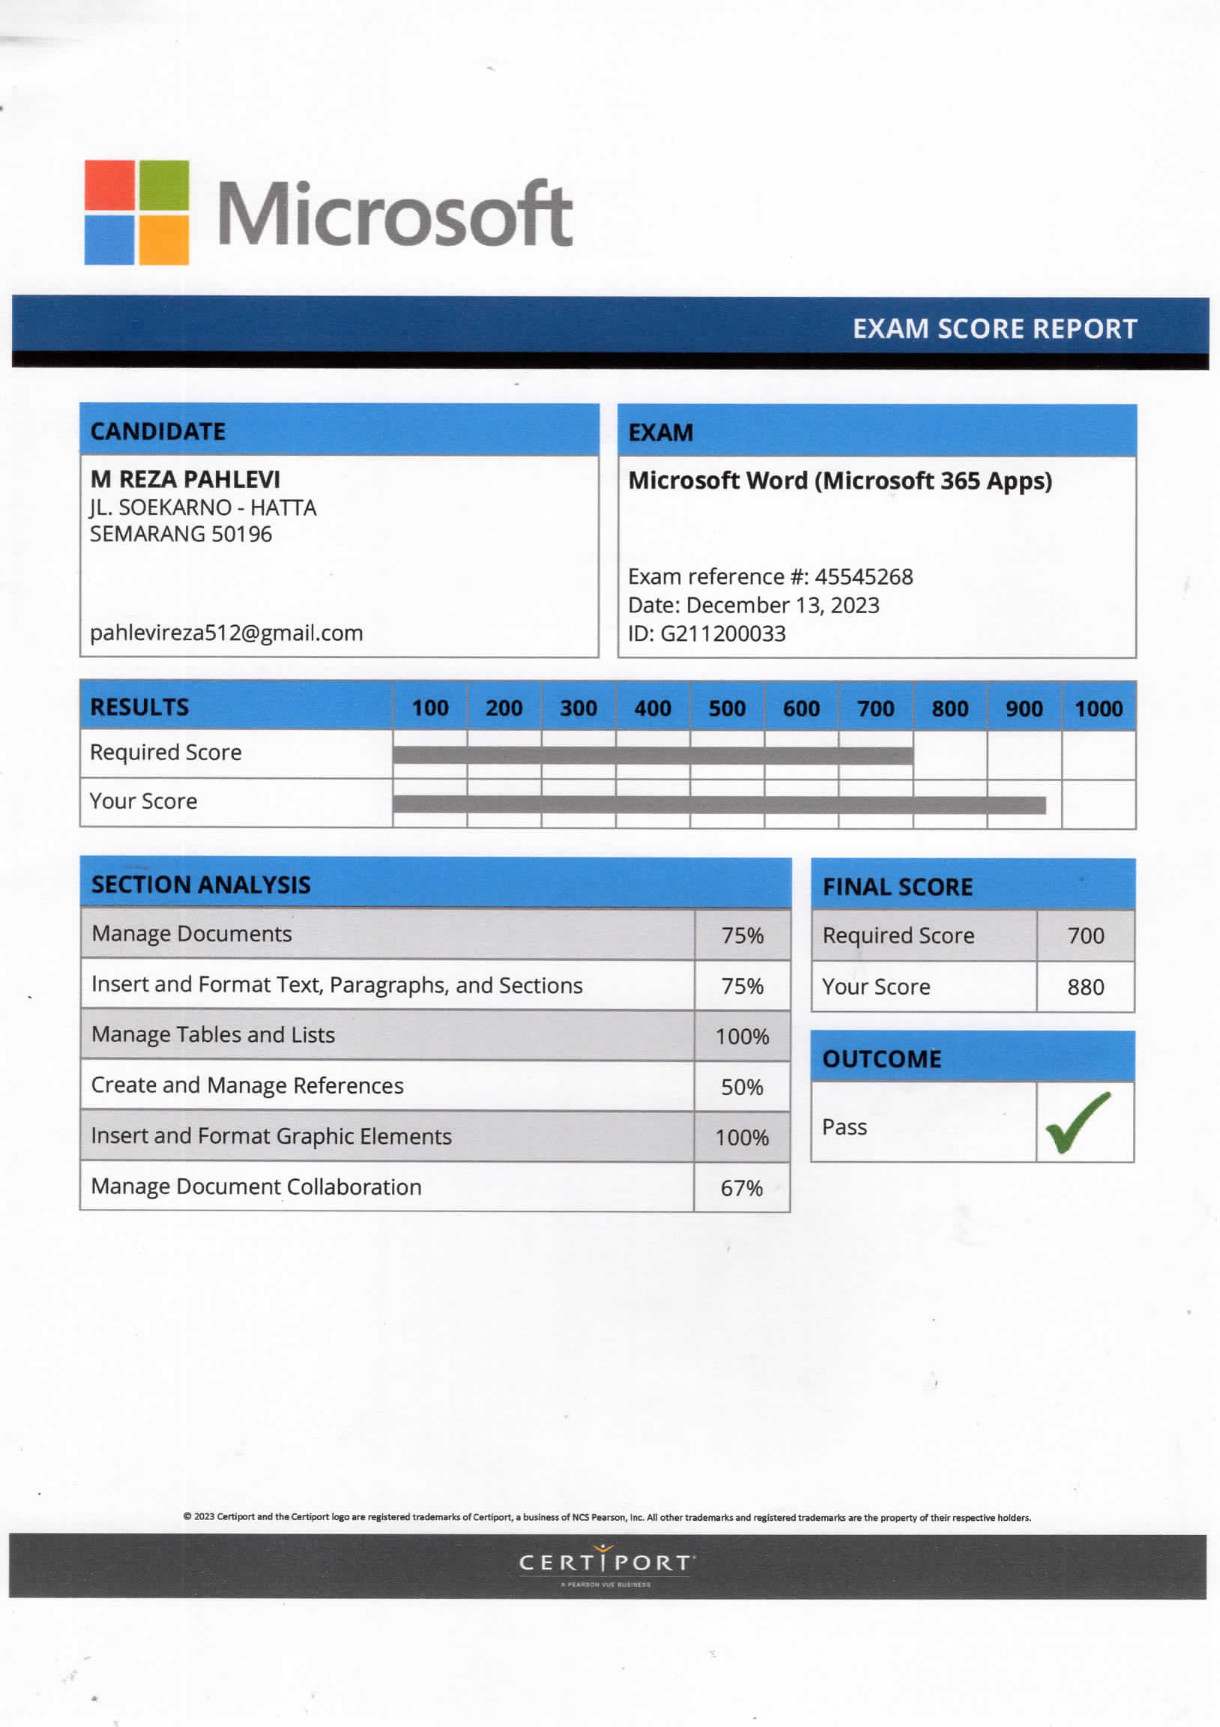 Microsoft
EXAM SCORE REPORT
CANDIDATE
M REZA PAHLEVI
JL. SOEKARNO - HATTA
SEMARANG 50196
pahlevireza512@gmail.com
EXAM
Microsoft Word (Microsoft 365 Apps)
Exam reference #: 45545268
Date: December 13, 2023
ID: G211200033
RESULTS 100 200 300 400 500 600 700 800 900 1000
Required Score
Your Score
SECTION ANALYSIS
Manage Documents 75%
Insert and Format Text, Paragraphs, and Sections 75%
Manage Tables and Lists 100%
Create and Manage References 50%
Insert and Format Graphic Elements 100%
Manage Document Collaboration 67%
FINAL SCORE
Required Score 700
Your Score 880
OUTCOME
Pass
© 2023 Certiport and the Certiport logo are registered trademarks of Certiport, a business of NCS Pearson, Inc. All other trademarks and registered trademarks are the property of their respective holders.
CERTIPORT
A PEARSON VUE BUSINESS